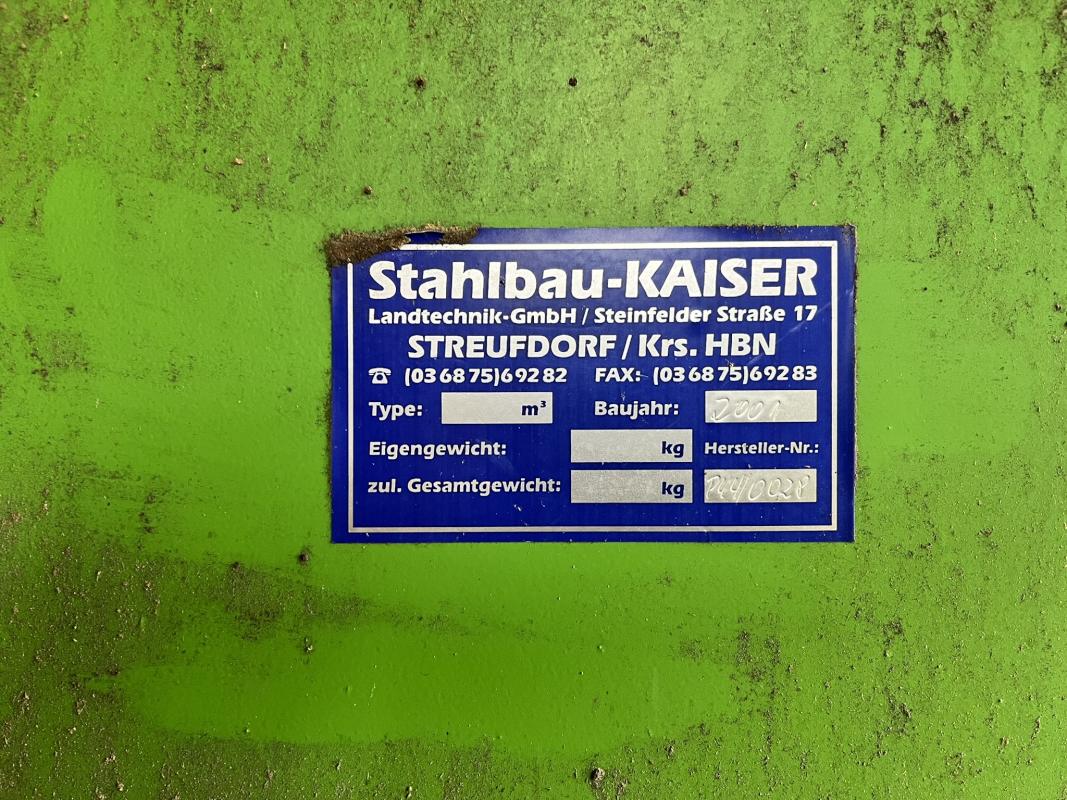 Stahlbau-KAISER
Landtechnik-GmbH / Steinfelder Straße 17
STREUFDORF / Krs. HBN
☎ (03 68 75) 6 92 82 FAX: (03 68 75) 6 92 83
Type: m³ Baujahr: 2001
Eigengewicht: kg Hersteller-Nr.:
zul. Gesamtgewicht: kg